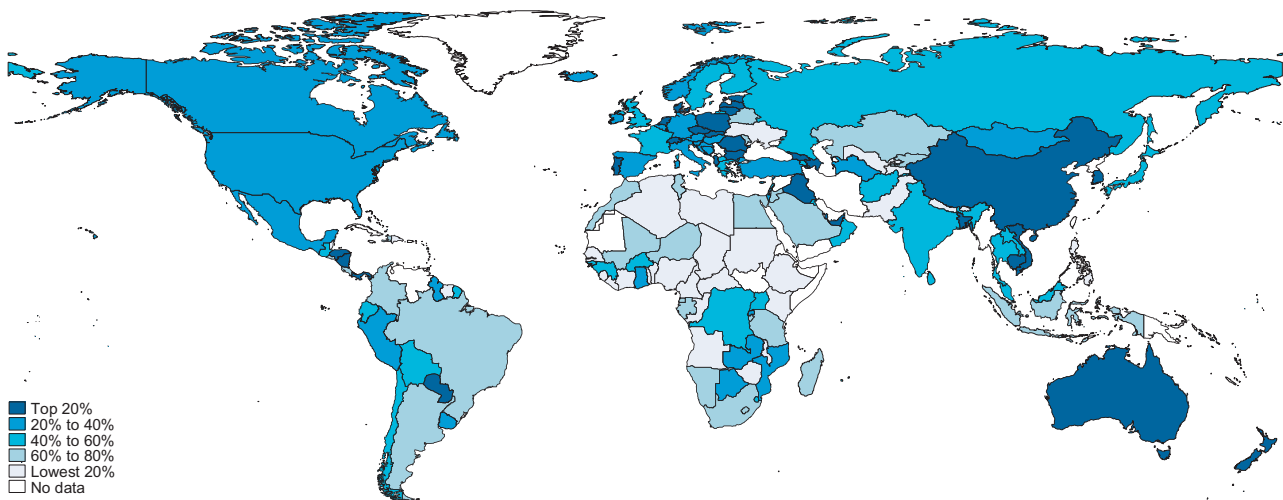 Top 20%
20% to 40%
40% to 60%
60% to 80%
Lowest 20%
No data